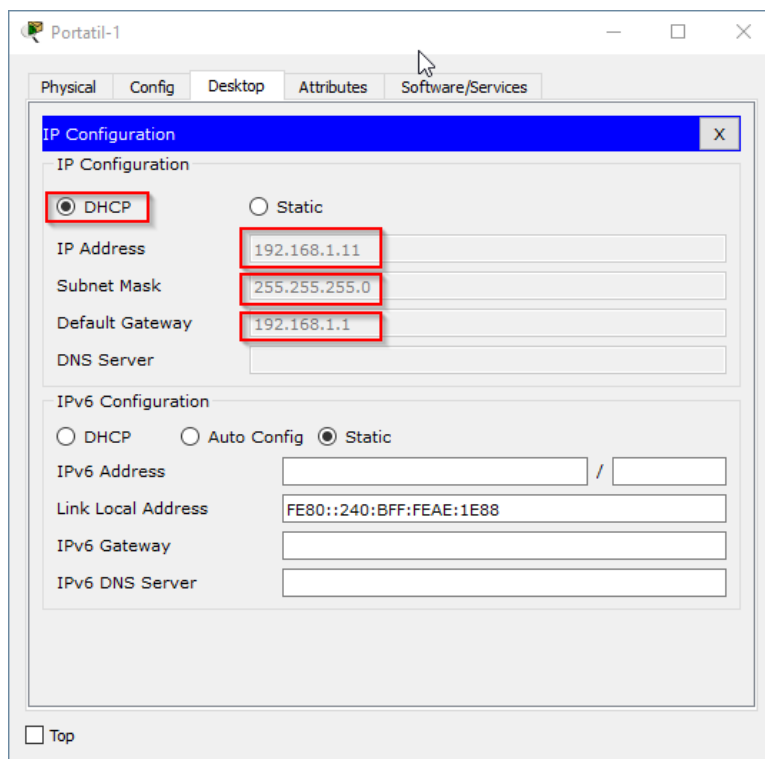 Portatil-1
Physical Config Desktop Attributes Software/Services
IP Configuration X
IP Configuration
DHCP Static
IP Address 192.168.1.11
Subnet Mask 255.255.255.0
Default Gateway 192.168.1.1
DNS Server
IPv6 Configuration
DHCP Auto Config Static
IPv6 Address /
Link Local Address FE80::240:BFF:FEAE:1E88
IPv6 Gateway
IPv6 DNS Server
Top